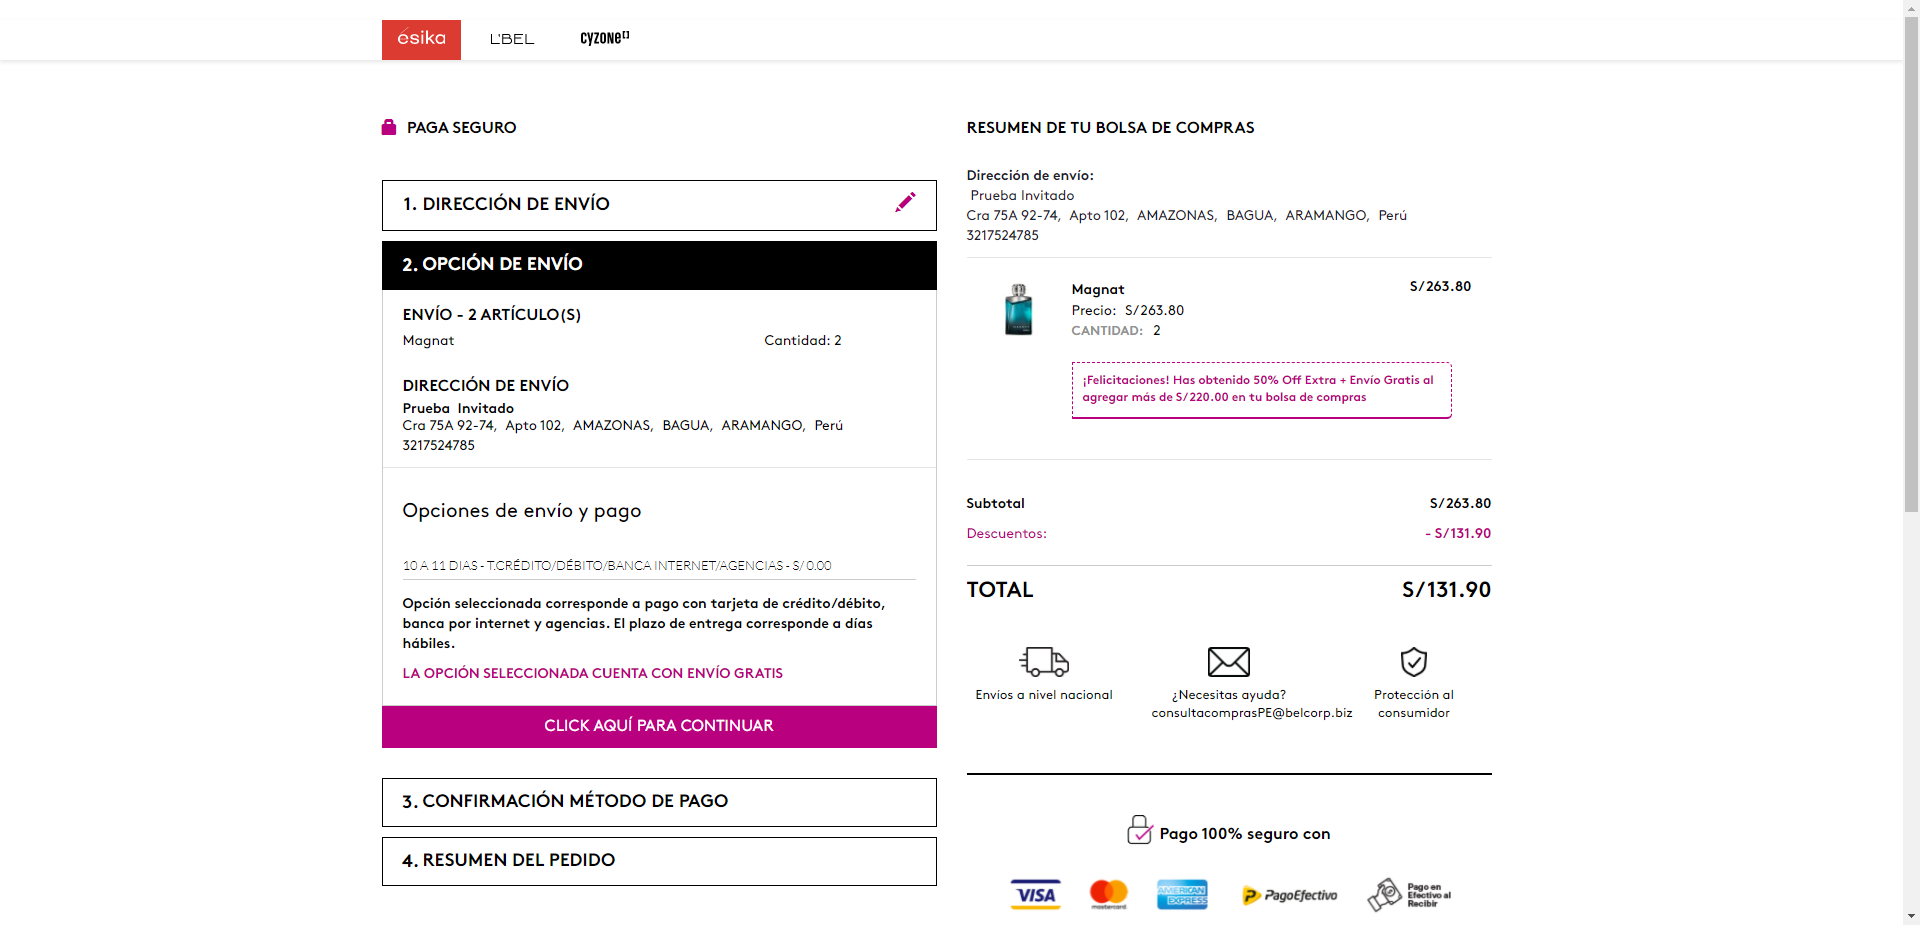 ésika
L'BEL
cyzone
PAGA SEGURO
1. DIRECCIÓN DE ENVÍO
2. OPCIÓN DE ENVÍO
ENVÍO - 2 ARTÍCULO(S)
Magnat Cantidad: 2
DIRECCIÓN DE ENVÍO
Prueba Invitado
Cra 75A 92-74, Apto 102, AMAZONAS, BAGUA, ARAMANGO, Perú
3217524785
Opciones de envío y pago
10 A 11 DIAS - T.CRÉDITO/DÉBITO/BANCA INTERNET/AGENCIAS - S/ 0.00
Opción seleccionada corresponde a pago con tarjeta de crédito/débito,
banca por internet y agencias. El plazo de entrega corresponde a días
hábiles.
LA OPCIÓN SELECCIONADA CUENTA CON ENVÍO GRATIS
CLICK AQUÍ PARA CONTINUAR
3. CONFIRMACIÓN MÉTODO DE PAGO
4. RESUMEN DEL PEDIDO
RESUMEN DE TU BOLSA DE COMPRAS
Dirección de envío:
Prueba Invitado
Cra 75A 92-74, Apto 102, AMAZONAS, BAGUA, ARAMANGO, Perú
3217524785
Magnat S/263.80
Precio: S/263.80
CANTIDAD: 2
¡Felicitaciones! Has obtenido 50% Off Extra + Envío Gratis al
agregar más de S/220.00 en tu bolsa de compras
Subtotal S/263.80
Descuentos: - S/131.90
TOTAL S/131.90
Envíos a nivel nacional
¿Necesitas ayuda?
consultacomprasPE@belcorp.biz
Protección al
consumidor
Pago 100% seguro con
VISA
mastercard
AMERICAN
EXPRESS
PagoEfectivo
Pago en
Efectivo al
Recibir